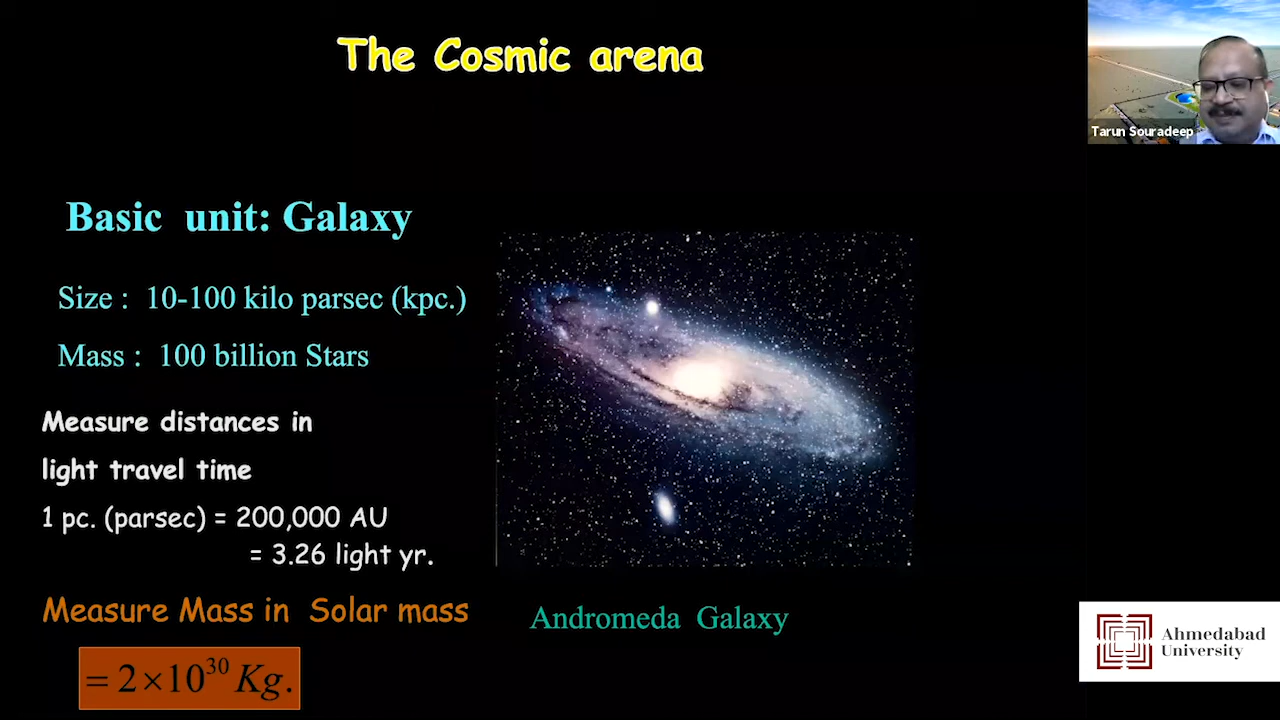 The Cosmic arena
Tarun Souradeep
Basic unit: Galaxy
Size : 10-100 kilo parsec (kpc.)
Mass : 100 billion Stars
Measure distances in
light travel time
1 pc. (parsec) = 200,000 AU
= 3.26 light yr.
Measure Mass in Solar mass
= 2×10³⁰ Kg.
Andromeda Galaxy
Ahmedabad
University